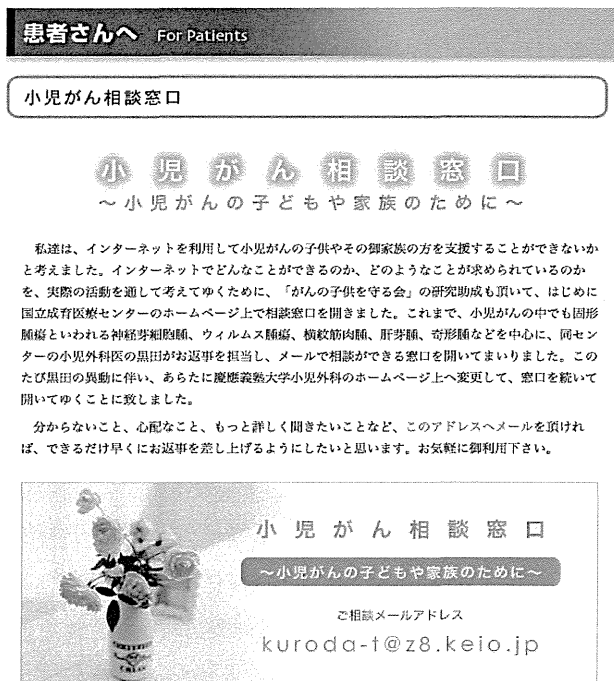 患者さんへ For Patients
小児がん相談窓口
小児がん相談窓口
～小児がんの子どもや家族のために～
私達は、インターネットを利用して小児がんの子供やその御家族の方を支援することができないか
と考えました。インターネットでどんなことができるのか、どのようなことが求められているのか
を、実際の活動を通して考えてゆくために、「がんの子供を守る会」の研究助成も頂いて、はじめに
国立成育医療センターのホームページ上で相談窓口を開きました。これまで、小児がんの中でも固形
腫瘍といわれる神経芽細胞腫、ウィルムス腫瘍、横紋筋肉腫、肝芽腫、奇形腫などを中心に、同セン
ターの小児外科医の黒田がお返事を担当し、メールで相談ができる窓口を開いてまいりました。この
たび黒田の異動に伴い、あらたに慶應義塾大学小児外科のホームページ上へ変更して、窓口を続いて
開いてゆくことに致しました。
分からないこと、心配なこと、もっと詳しく聞きたいことなど、このアドレスへメールを頂けれ
ば、できるだけ早くにお返事を差し上げるようにしたいと思います。お気軽に御利用下さい。
小児がん相談窓口
～小児がんの子どもや家族のために～
ご相談メールアドレス
kuroda-t@z8.keio.jp